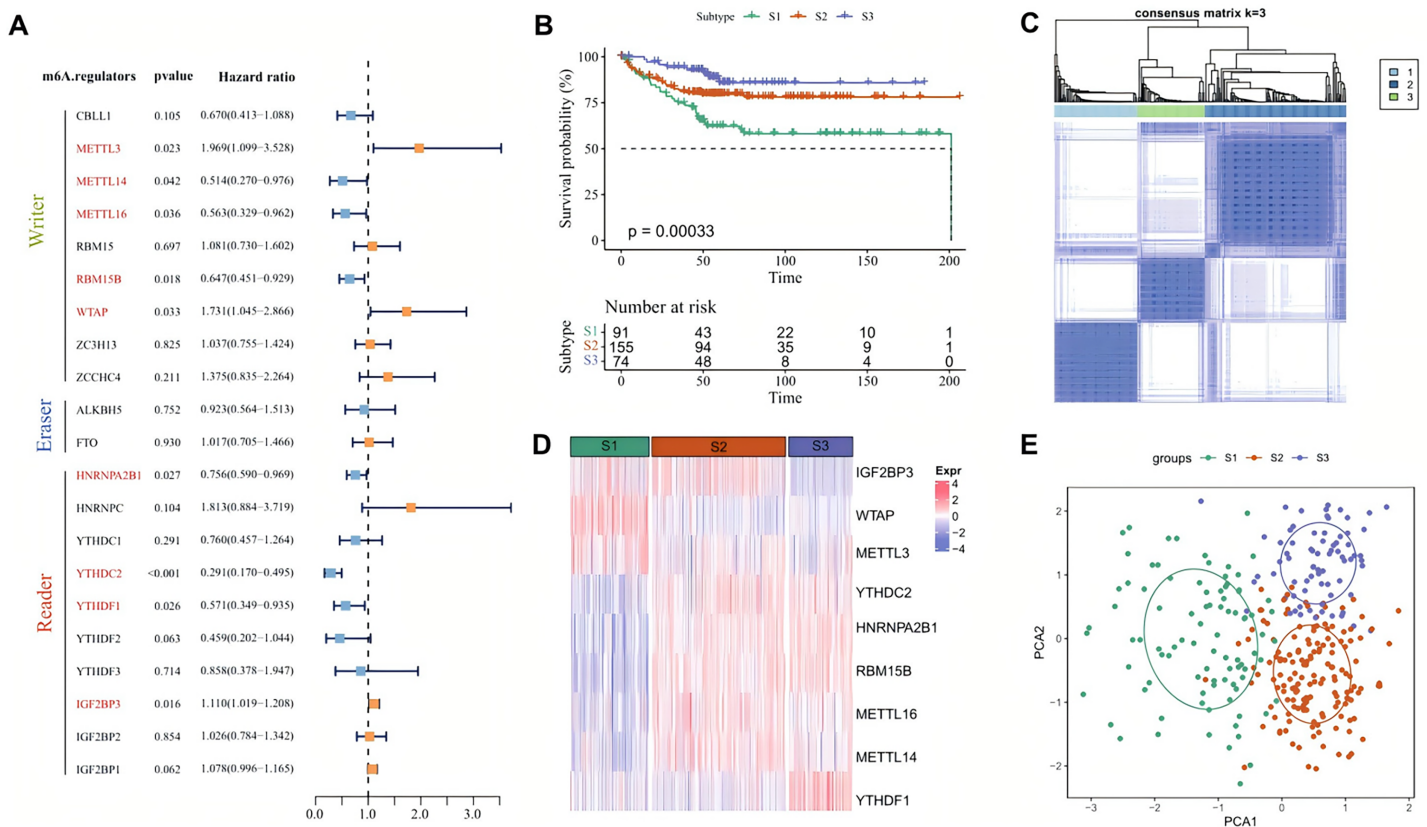 A
m6A.regulators pvalue Hazard ratio
Writer
CBLL1 0.105 0.670(0.413−1.088)
METTL3 0.023 1.969(1.099−3.528)
METTL14 0.042 0.514(0.270−0.976)
METTL16 0.036 0.563(0.329−0.962)
RBM15 0.697 1.081(0.730−1.602)
RBM15B 0.018 0.647(0.451−0.929)
WTAP 0.033 1.731(1.045−2.866)
ZC3H13 0.825 1.037(0.755−1.424)
ZCCHC4 0.211 1.375(0.835−2.264)
Eraser
ALKBH5 0.752 0.923(0.564−1.513)
FTO 0.930 1.017(0.705−1.466)
Reader
HNRNPA2B1 0.027 0.756(0.590−0.969)
HNRNPC 0.104 1.813(0.884−3.719)
YTHDC1 0.291 0.760(0.457−1.264)
YTHDC2 <0.001 0.291(0.170−0.495)
YTHDF1 0.026 0.571(0.349−0.935)
YTHDF2 0.063 0.459(0.202−1.044)
YTHDF3 0.714 0.858(0.378−1.947)
IGF2BP3 0.016 1.110(1.019−1.208)
IGF2BP2 0.854 1.026(0.784−1.342)
IGF2BP1 0.062 1.078(0.996−1.165)
0.0 1.0 2.0 3.0
B
Subtype S1 S2 S3
Survival probability (%)
100
75
50
25
0
p = 0.00033
0 50 100 150 200
Time
Number at risk
Subtype
S1 91 43 22 10 1
S2 155 94 35 9 1
S3 74 48 8 4 0
0 50 100 150 200
Time
C
consensus matrix k=3
1
2
3
D
S1 S2 S3
IGF2BP3
WTAP
METTL3
YTHDC2
HNRNPA2B1
RBM15B
METTL16
METTL14
YTHDF1
Expr
4
2
0
−2
−4
E
groups S1 S2 S3
PCA2
2
1
0
−1
−2
−3 −2 −1 0 1 2
PCA1